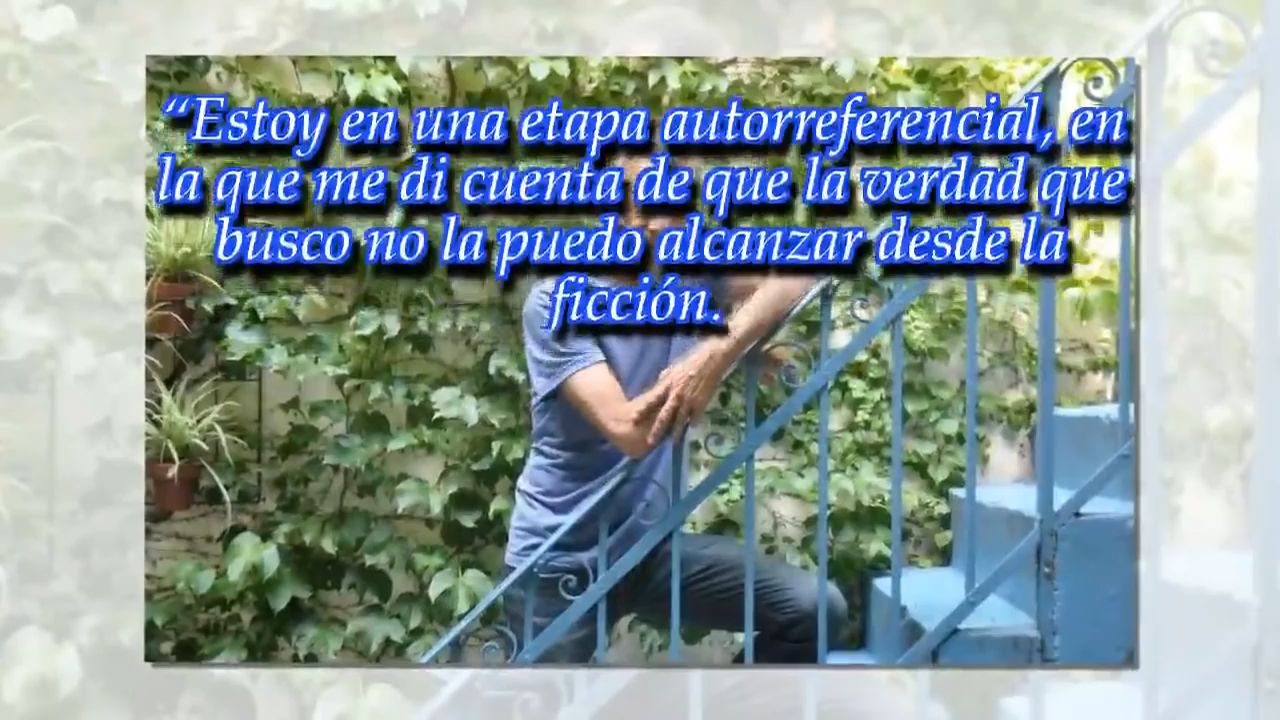 “Estoy en una etapa autorreferencial, en
la que me di cuenta de que la verdad que
busco no la puedo alcanzar desde la
ficción.